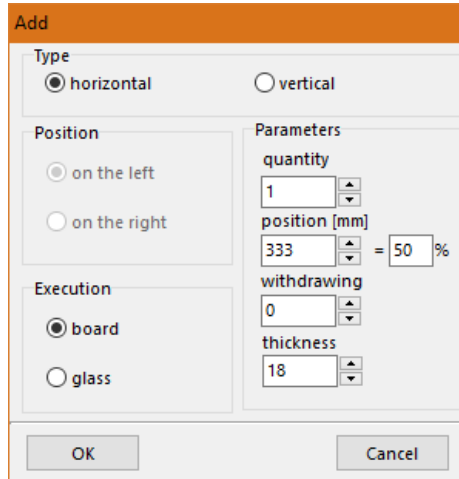 Add
Type
horizontal
vertical
Position
on the left
on the right
Parameters
quantity
1
position [mm]
333 = 50 %
withdrawing
0
thickness
18
Execution
board
glass
OK
Cancel